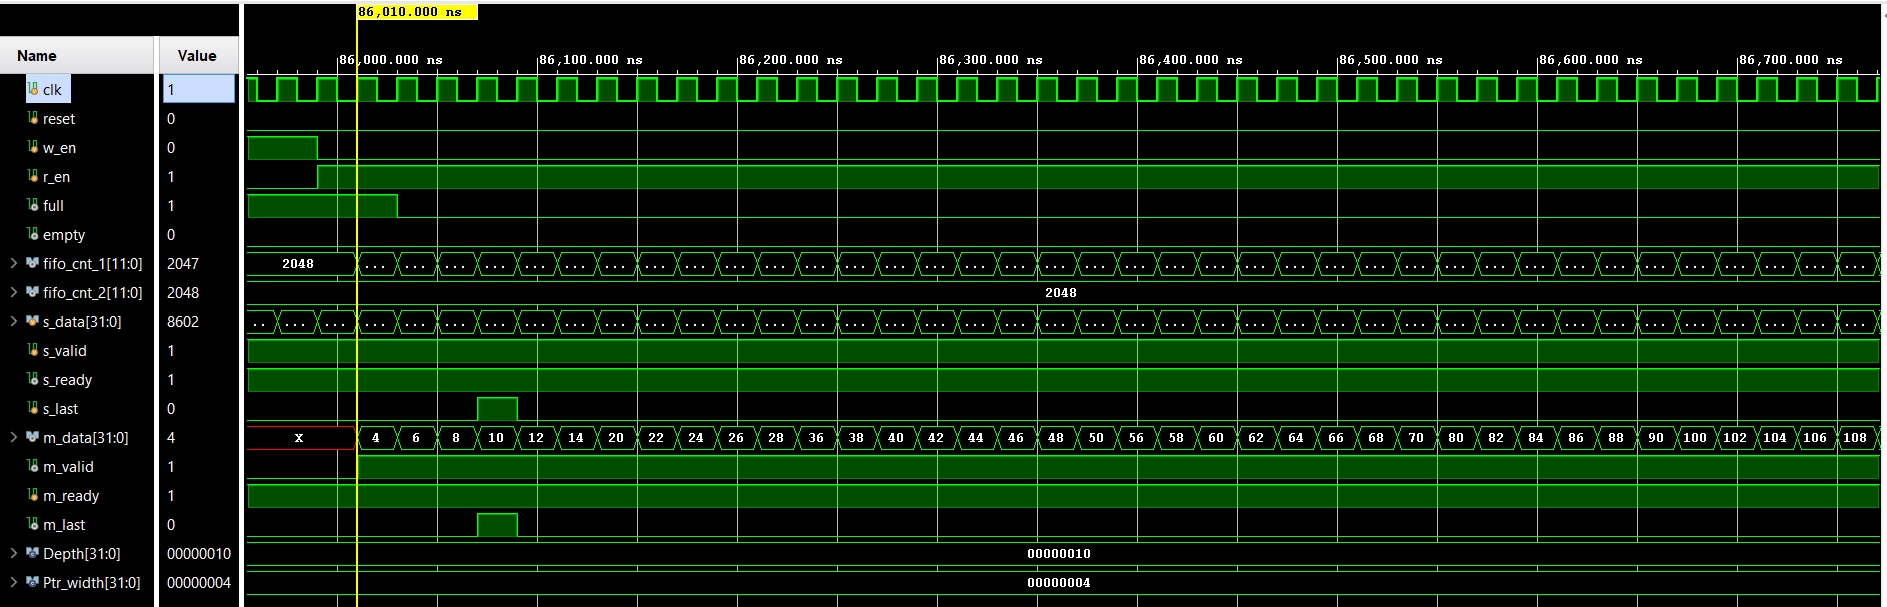 86,010.000 ns
Name Value
86,000.000 ns 86,100.000 ns 86,200.000 ns 86,300.000 ns 86,400.000 ns 86,500.000 ns 86,600.000 ns 86,700.000 ns
clk 1
reset 0
w_en 0
r_en 1
full 1
empty 0
fifo_cnt_1[11:0] 2047 2048 ... ... ... ... ... ... ... ... ... ... ... ... ... ... ... ... ... ... ... ... ... ... ... ... ... ... ... ... ... ... ... ... ... ... ... ... ... ...
fifo_cnt_2[11:0] 2048 2048
s_data[31:0] 8602 .. ... ... ... ... ... ... ... ... ... ... ... ... ... ... ... ... ... ... ... ... ... ... ... ... ... ... ... ... ... ... ... ... ... ... ... ... ... ... ... ...
s_valid 1
s_ready 1
s_last 0
m_data[31:0] 4 X 4 6 8 10 12 14 20 22 24 26 28 36 38 40 42 44 46 48 50 56 58 60 62 64 66 68 70 80 82 84 86 88 90 100 102 104 106 108
m_valid 1
m_ready 1
m_last 0
Depth[31:0] 00000010 00000010
Ptr_width[31:0] 00000004 00000004